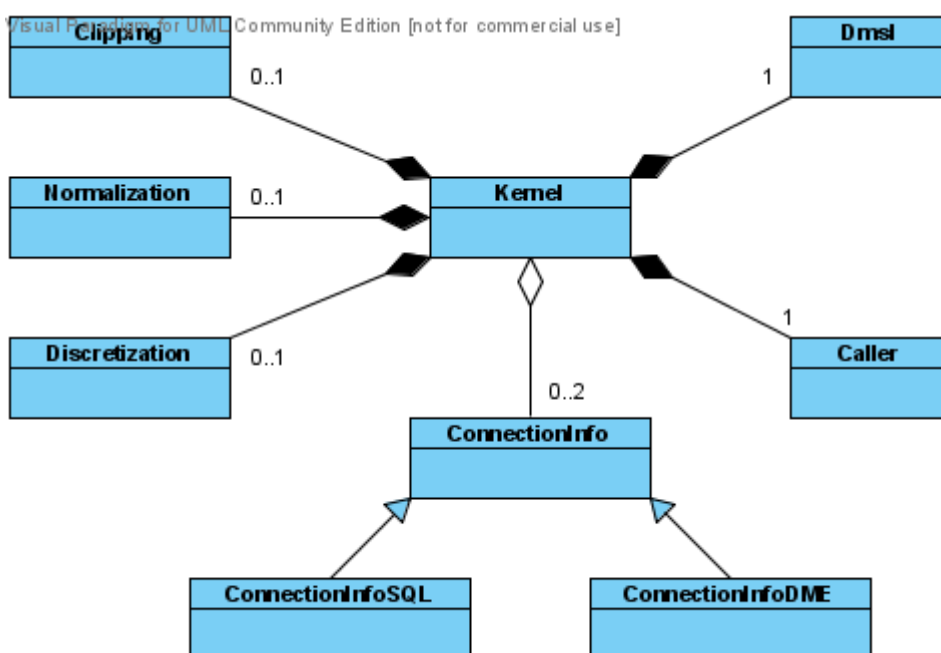 Visual Paradigm for UML Community Edition [not for commercial use]
Clipping
Dmsl
0..1
1
Normalization
0..1
Kernel
Discretization
0..1
1
Caller
0..2
ConnectionInfo
ConnectionInfoSQL
ConnectionInfoDME